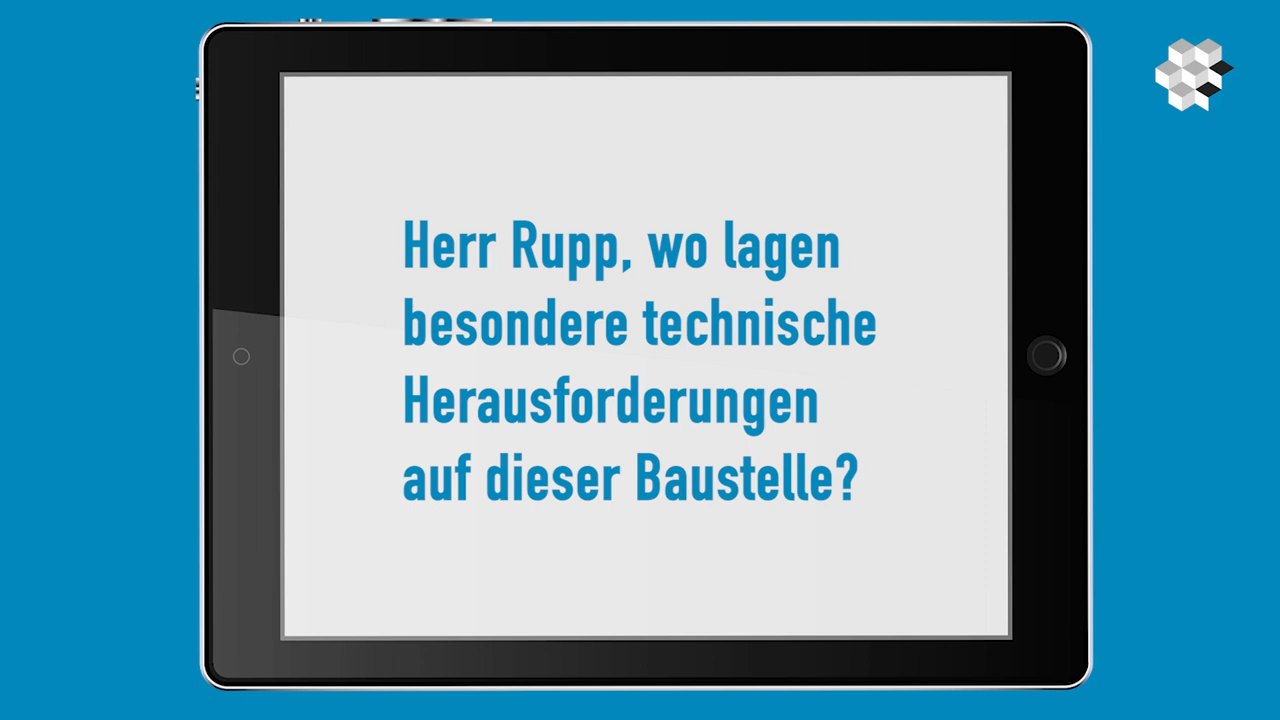 Herr Rupp, wo lagen
besondere technische
Herausforderungen
auf dieser Baustelle?